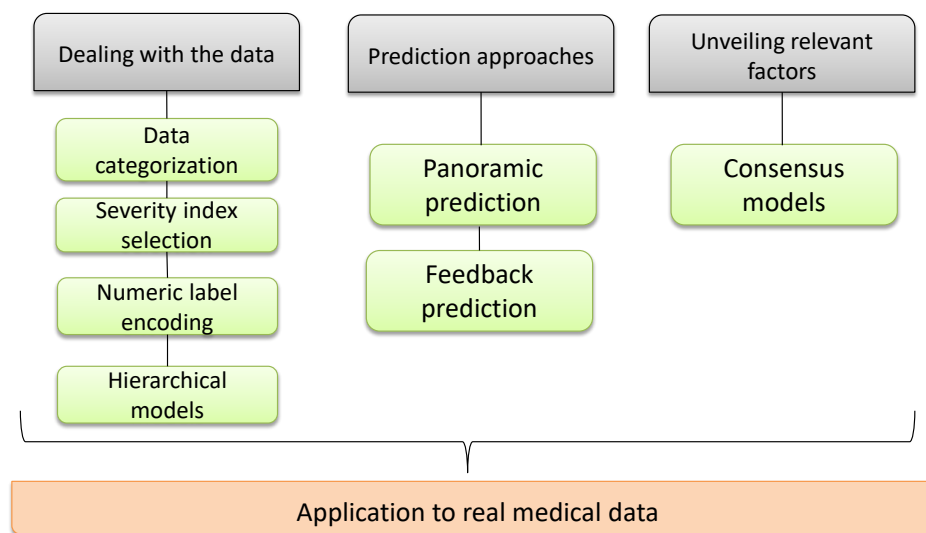 Dealing with the data
Data
categorization
Severity index
selection
Numeric label
encoding
Hierarchical
models
Prediction approaches
Panoramic
prediction
Feedback
prediction
Unveiling relevant
factors
Consensus
models
Application to real medical data